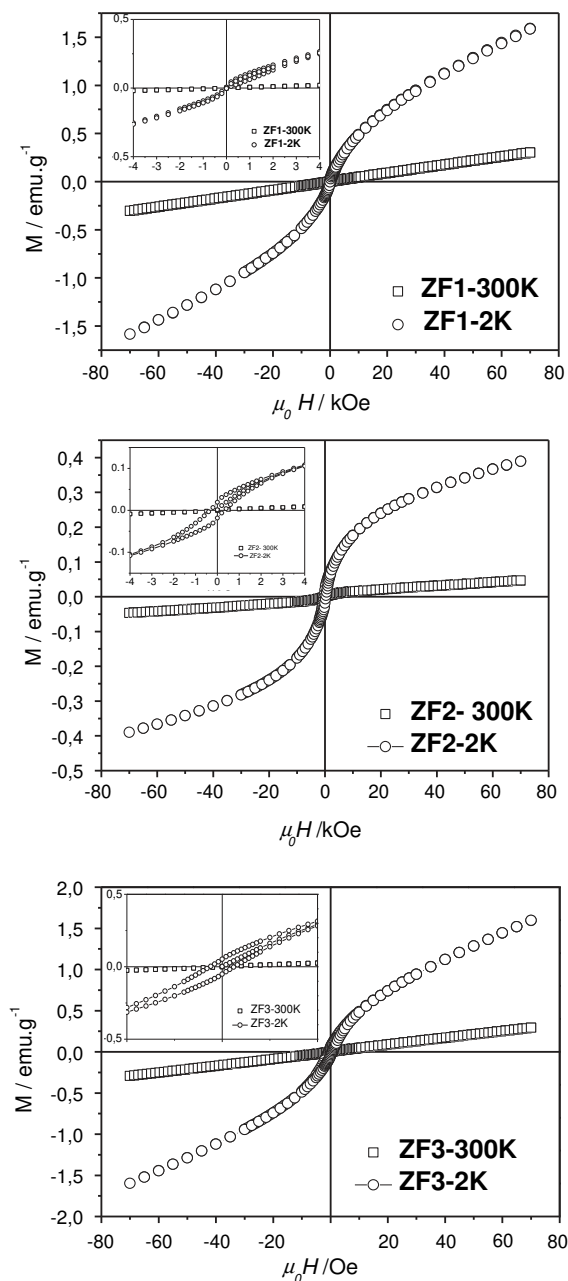 M / emu.g⁻¹
1,5
1,0
0,5
0,0
-0,5
-1,0
-1,5
0,5
0,0
0,5
-4 -3 -2 -1 0 1 2 3 4
ZF1-300K
ZF1-2K
ZF1-300K
ZF1-2K
-80 -60 -40 -20 0 20 40 60 80
μ₀ H / kOe
M / emu.g⁻¹
0,4
0,3
0,2
0,1
0,0
-0,1
-0,2
-0,3
-0,4
-0,5
0.1
0.0
-0.1
-4 -3 -2 -1 0 1 2 3 4
ZF2- 300K
ZF2-2K
ZF2- 300K
ZF2-2K
-80 -60 -40 -20 0 20 40 60 80
μ₀H /kOe
M / emu.g⁻¹
2,0
1,5
1,0
0,5
0,0
-0,5
-1,0
-1,5
-2,0
0,5
0,0
-0,5
ZF3-300K
ZF3-2K
ZF3-300K
ZF3-2K
-80 -60 -40 -20 0 20 40 60 80
μ₀H /Oe